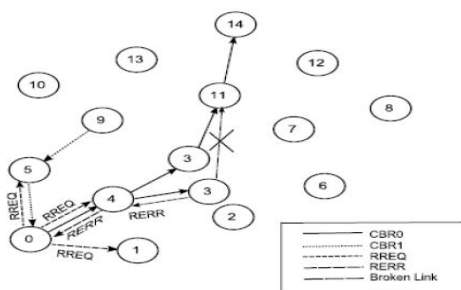 14
13
12
10
11
8
9
7
3
5
6
4
3
RREQ
RREQ
RERR
RERR
2
0
1
RREQ
CBR0
CBR1
RREQ
RERR
Broken Link